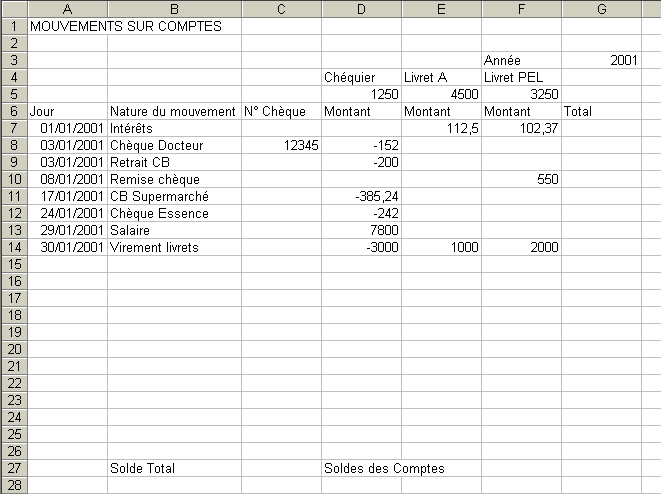 A B C D E F G
1 MOUVEMENTS SUR COMPTES
2
3 Année 2001
4 Chéquier Livret A Livret PEL
5 1250 4500 3250
6 Jour Nature du mouvement N° Chèque Montant Montant Montant Total
7 01/01/2001 Intérêts 112,5 102,37
8 03/01/2001 Chèque Docteur 12345 -152
9 03/01/2001 Retrait CB -200
10 08/01/2001 Remise chèque 550
11 17/01/2001 CB Supermarché -385,24
12 24/01/2001 Chèque Essence -242
13 29/01/2001 Salaire 7800
14 30/01/2001 Virement livrets -3000 1000 2000
15
16
17
18
19
20
21
22
23
24
25
26
27 Solde Total Soldes des Comptes
28